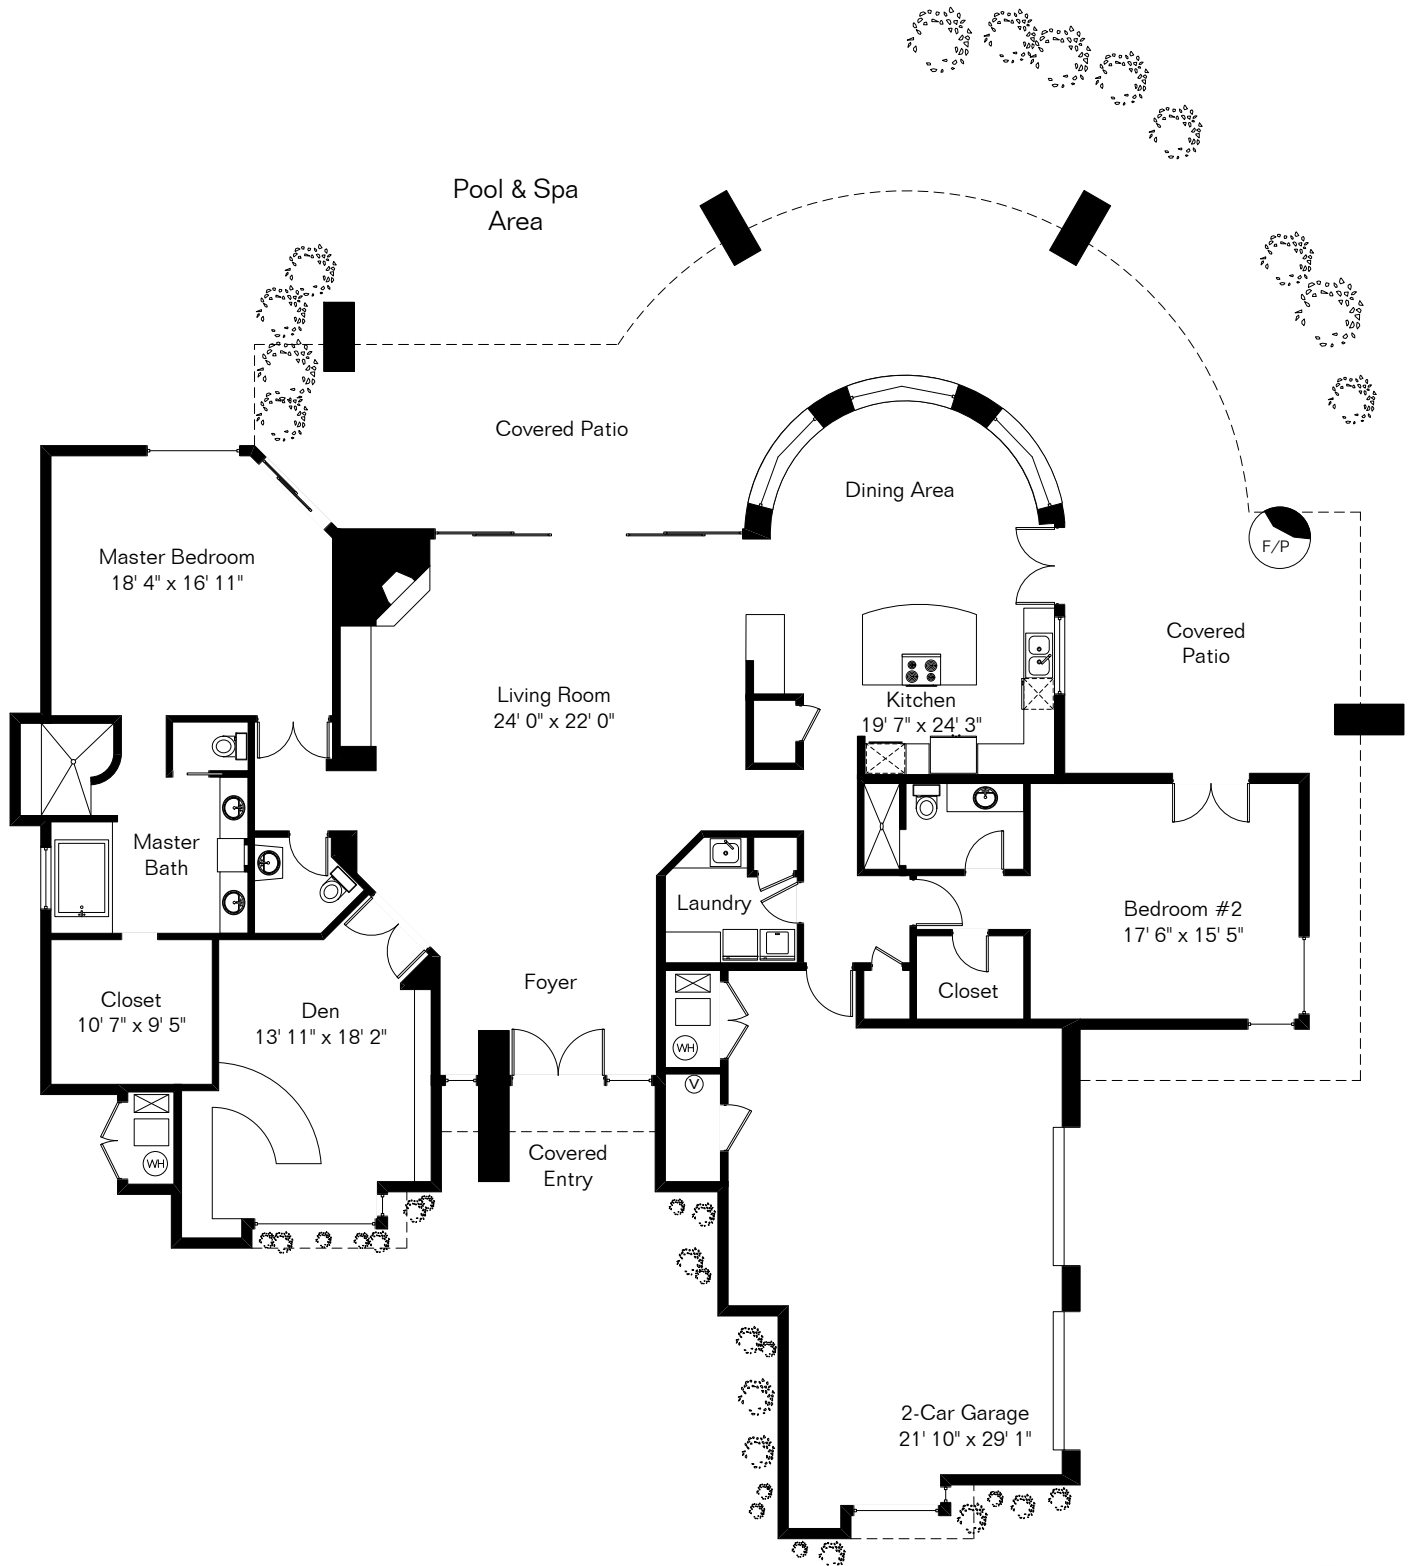 Pool & Spa
Area
Covered Patio
Dining Area
F/P
Master Bedroom
18' 4" x 16' 11"
Covered
Patio
Living Room
24' 0" x 22' 0"
Kitchen
19' 7" x 24' 3"
Master
Bath
Laundry
Bedroom #2
17' 6" x 15' 5"
Closet
10' 7" x 9' 5"
Den
13' 11" x 18' 2"
Foyer
Closet
WH
V
Covered
Entry
WH
2-Car Garage
21' 10" x 29' 1"